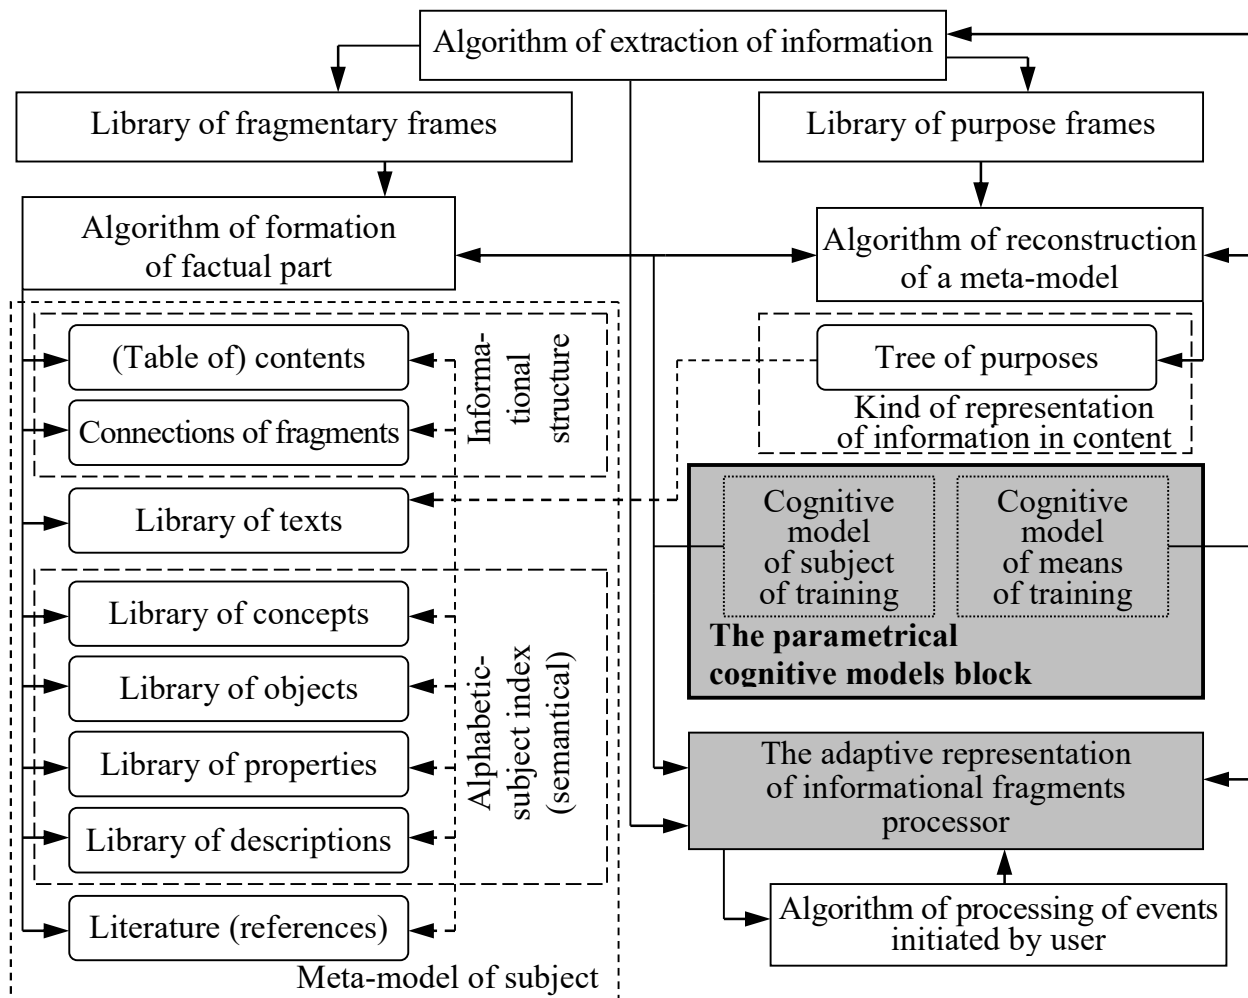 Algorithm of extraction of information
Library of fragmentary frames
Library of purpose frames
Algorithm of formation
of factual part
Algorithm of reconstruction
of a meta-model
(Table of) contents
Connections of fragments
Informa-
tional
structure
Tree of purposes
Kind of representation
of information in content
Library of texts
Cognitive
model
of subject
of training
Cognitive
model
of means
of training
The parametrical
cognitive models block
Library of concepts
Library of objects
Library of properties
Library of descriptions
Alphabetic-
subject index
(semantical)
The adaptive representation
of informational fragments
processor
Literature (references)
Algorithm of processing of events
initiated by user
Meta-model of subject